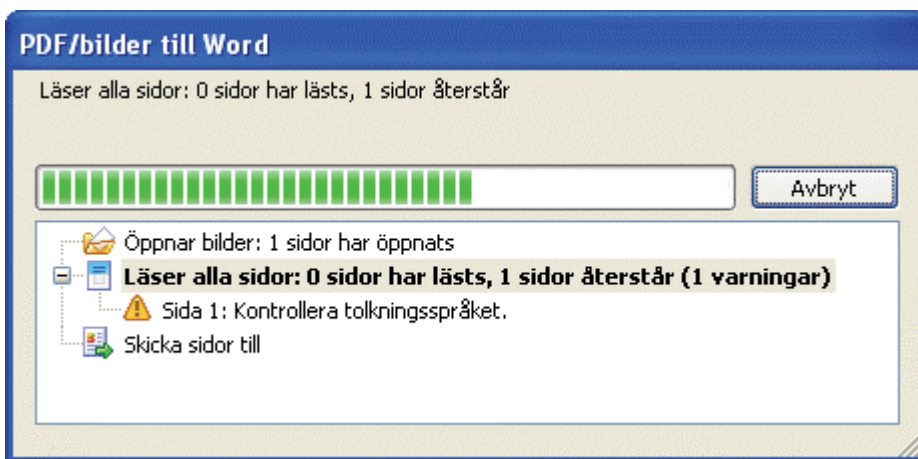 PDF/bilder till Word
Läser alla sidor: 0 sidor har lästs, 1 sidor återstår
Avbryt
Öppnar bilder: 1 sidor har öppnats
Läser alla sidor: 0 sidor har lästs, 1 sidor återstår (1 varningar)
Sida 1: Kontrollera tolkningsspråket.
Skicka sidor till